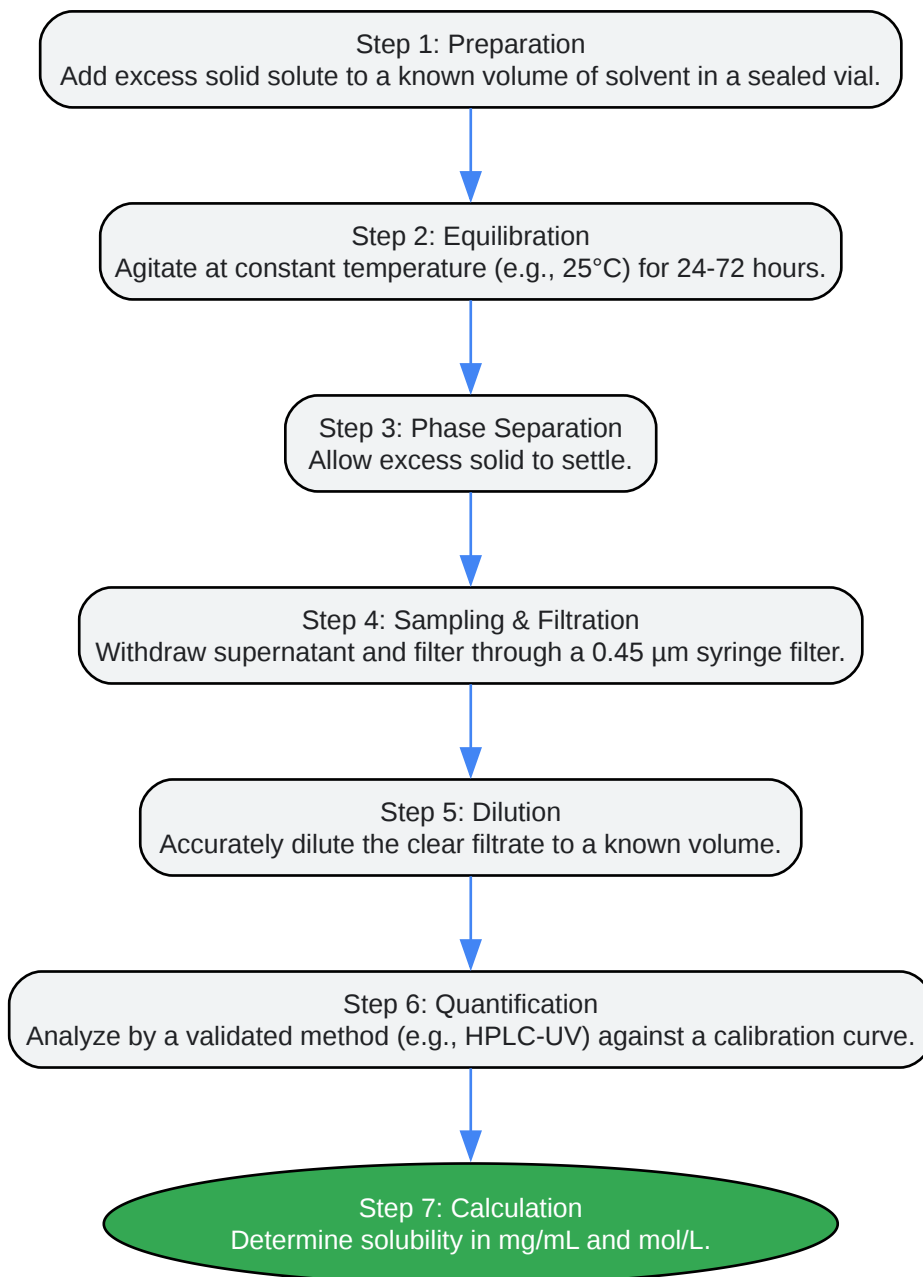 Step 1: Preparation
Add excess solid solute to a known volume of solvent in a sealed vial.
Step 2: Equilibration
Agitate at constant temperature (e.g., 25°C) for 24-72 hours.
Step 3: Phase Separation
Allow excess solid to settle.
Step 4: Sampling & Filtration
Withdraw supernatant and filter through a 0.45 µm syringe filter.
Step 5: Dilution
Accurately dilute the clear filtrate to a known volume.
Step 6: Quantification
Analyze by a validated method (e.g., HPLC-UV) against a calibration curve.
Step 7: Calculation
Determine solubility in mg/mL and mol/L.